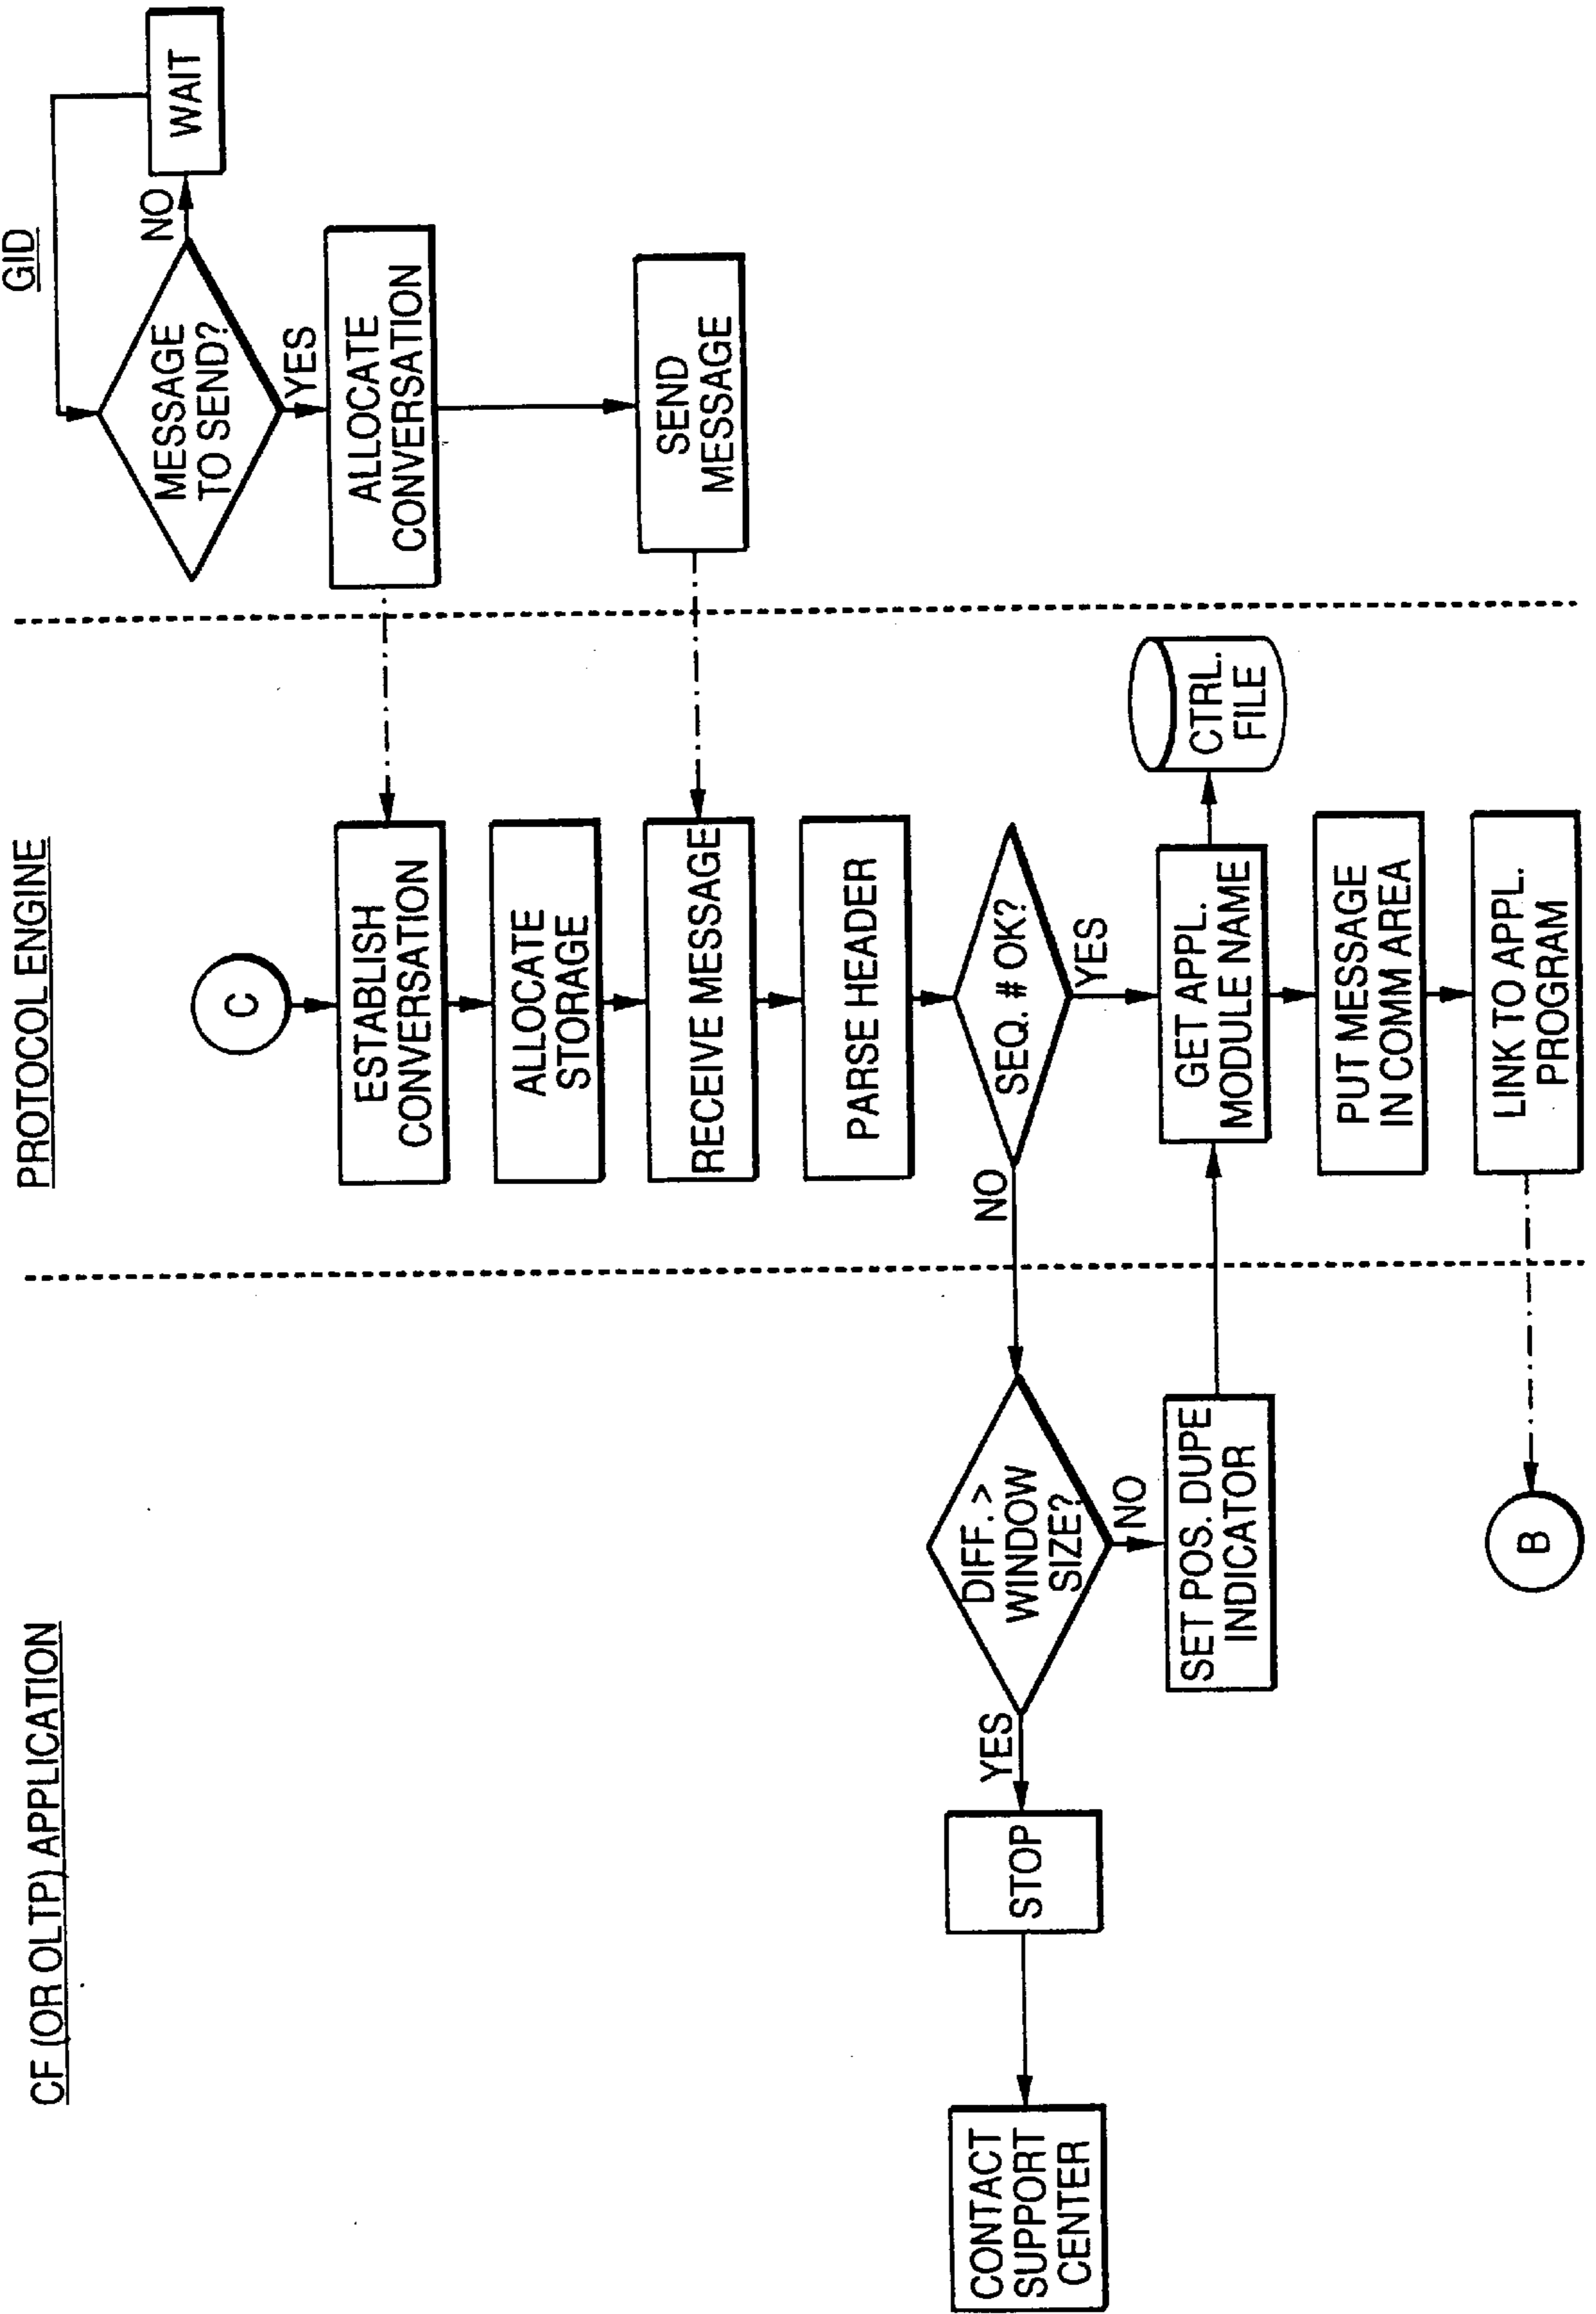 CF (OR OLTP) APPLICATION
PROTOCOL ENGINE
GID
MESSAGE
TO SEND?
NO
WAIT
YES
ALLOCATE
CONVERSATION
SEND
MESSAGE
C
ESTABLISH
CONVERSATION
ALLOCATE
STORAGE
RECEIVE MESSAGE
PARSE HEADER
SEQ. # OK?
NO
YES
DIFF. >
WINDOW
SIZE?
YES
NO
STOP
CONTACT
SUPPORT
CENTER
SET POS. DUPE
INDICATOR
GET APPL.
MODULE NAME
CTRL.
FILE
PUT MESSAGE
IN COMM AREA
LINK TO APPL.
PROGRAM
B